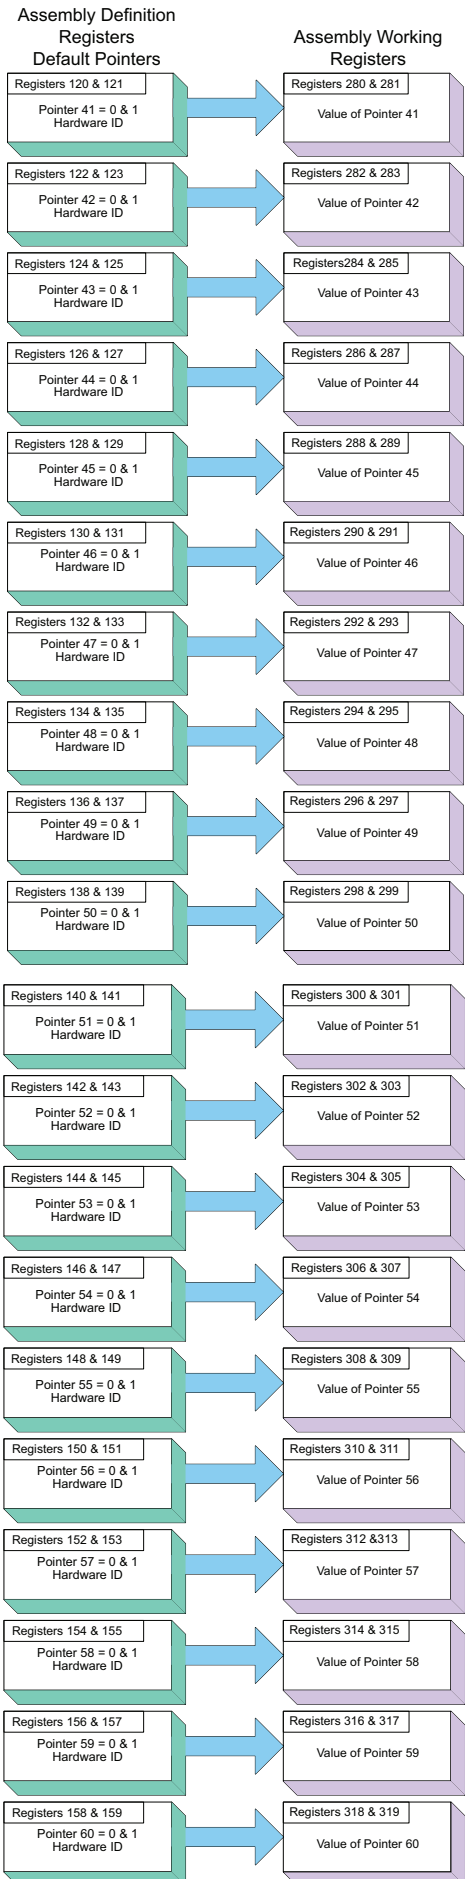 Assembly Definition
Registers
Default Pointers
Assembly Working
Registers
Registers 120 & 121
Pointer 41 = 0 & 1
Hardware ID
Registers 280 & 281
Value of Pointer 41
Registers 122 & 123
Pointer 42 = 0 & 1
Hardware ID
Registers 282 & 283
Value of Pointer 42
Registers 124 & 125
Pointer 43 = 0 & 1
Hardware ID
Registers284 & 285
Value of Pointer 43
Registers 126 & 127
Pointer 44 = 0 & 1
Hardware ID
Registers 286 & 287
Value of Pointer 44
Registers 128 & 129
Pointer 45 = 0 & 1
Hardware ID
Registers 288 & 289
Value of Pointer 45
Registers 130 & 131
Pointer 46 = 0 & 1
Hardware ID
Registers 290 & 291
Value of Pointer 46
Registers 132 & 133
Pointer 47 = 0 & 1
Hardware ID
Registers 292 & 293
Value of Pointer 47
Registers 134 & 135
Pointer 48 = 0 & 1
Hardware ID
Registers 294 & 295
Value of Pointer 48
Registers 136 & 137
Pointer 49 = 0 & 1
Hardware ID
Registers 296 & 297
Value of Pointer 49
Registers 138 & 139
Pointer 50 = 0 & 1
Hardware ID
Registers 298 & 299
Value of Pointer 50
Registers 140 & 141
Pointer 51 = 0 & 1
Hardware ID
Registers 300 & 301
Value of Pointer 51
Registers 142 & 143
Pointer 52 = 0 & 1
Hardware ID
Registers 302 & 303
Value of Pointer 52
Registers 144 & 145
Pointer 53 = 0 & 1
Hardware ID
Registers 304 & 305
Value of Pointer 53
Registers 146 & 147
Pointer 54 = 0 & 1
Hardware ID
Registers 306 & 307
Value of Pointer 54
Registers 148 & 149
Pointer 55 = 0 & 1
Hardware ID
Registers 308 & 309
Value of Pointer 55
Registers 150 & 151
Pointer 56 = 0 & 1
Hardware ID
Registers 310 & 311
Value of Pointer 56
Registers 152 & 153
Pointer 57 = 0 & 1
Hardware ID
Registers 312 &313
Value of Pointer 57
Registers 154 & 155
Pointer 58 = 0 & 1
Hardware ID
Registers 314 & 315
Value of Pointer 58
Registers 156 & 157
Pointer 59 = 0 & 1
Hardware ID
Registers 316 & 317
Value of Pointer 59
Registers 158 & 159
Pointer 60 = 0 & 1
Hardware ID
Registers 318 & 319
Value of Pointer 60